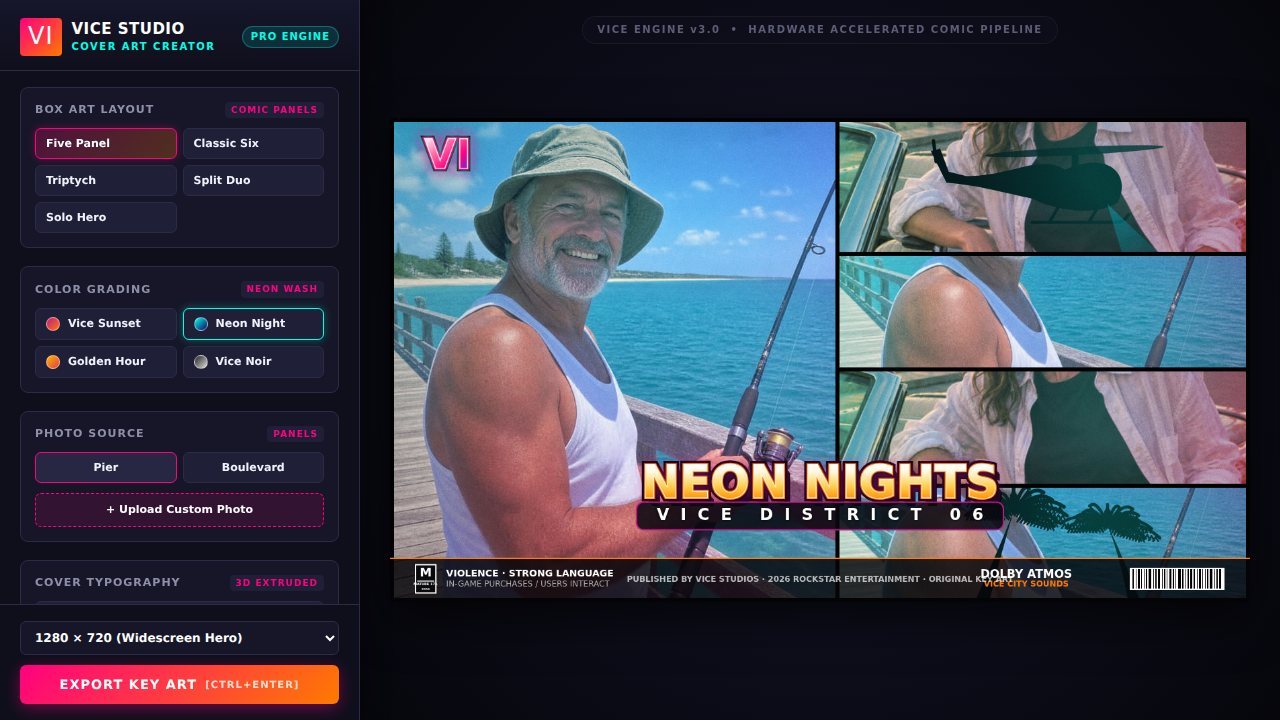 VI
VICE STUDIO
COVER ART CREATOR
PRO ENGINE
BOX ART LAYOUT
COMIC PANELS
Five Panel
Classic Six
Triptych
Split Duo
Solo Hero
COLOR GRADING
NEON WASH
Vice Sunset
Neon Night
Golden Hour
Vice Noir
PHOTO SOURCE
PANELS
Pier
Boulevard
+ Upload Custom Photo
COVER TYPOGRAPHY
3D EXTRUDED
1280 × 720 (Widescreen Hero)
EXPORT KEY ART [CTRL+ENTER]
VICE ENGINE v3.0 • HARDWARE ACCELERATED COMIC PIPELINE
VI
NEON NIGHTS
VICE DISTRICT 06
M
VIOLENCE · STRONG LANGUAGE
IN-GAME PURCHASES / USERS INTERACT
PUBLISHED BY VICE STUDIOS · 2026 ROCKSTAR ENTERTAINMENT · ORIGINAL
DOLBY ATMOS
VICE CITY SOUNDS